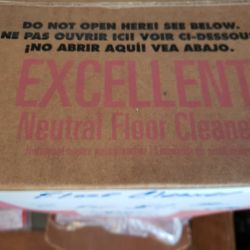 DO NOT OPEN HERE! SEE BELOW.
NE PAS OUVRIR ICI! VOIR CI-DESSOUS
¡NO ABRIR AQUÍ! VEA ABAJO.
EXCELLENT
Neutral Floor Cleaner